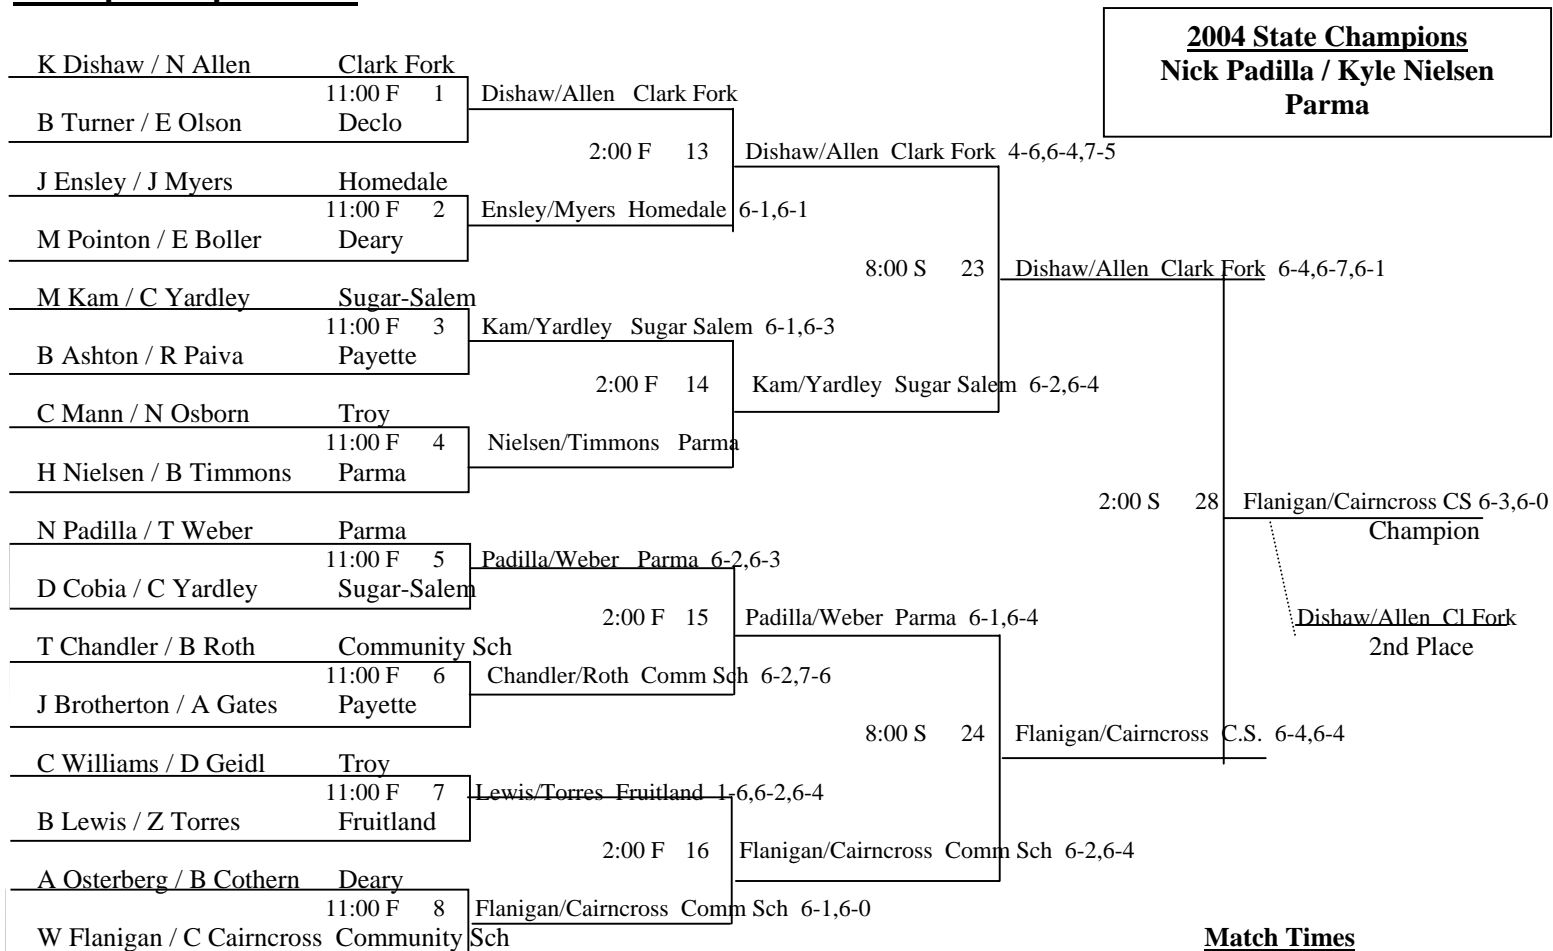 2004 State Champions
Nick Padilla / Kyle Nielsen
Parma
K Dishaw / N Allen Clark Fork
11:00 F 1 Dishaw/Allen Clark Fork
B Turner / E Olson Declo
2:00 F 13 Dishaw/Allen Clark Fork 4-6,6-4,7-5
J Ensley / J Myers Homedale
11:00 F 2 Ensley/Myers Homedale 6-1,6-1
M Pointon / E Boller Deary
8:00 S 23 Dishaw/Allen Clark Fork 6-4,6-7,6-1
M Kam / C Yardley Sugar-Salem
11:00 F 3 Kam/Yardley Sugar Salem 6-1,6-3
B Ashton / R Paiva Payette
2:00 F 14 Kam/Yardley Sugar Salem 6-2,6-4
C Mann / N Osborn Troy
11:00 F 4 Nielsen/Timmons Parma
H Nielsen / B Timmons Parma
2:00 S 28 Flanigan/Cairncross CS 6-3,6-0
N Padilla / T Weber Parma
Champion
11:00 F 5 Padilla/Weber Parma 6-2,6-3
D Cobia / C Yardley Sugar-Salem
2:00 F 15 Padilla/Weber Parma 6-1,6-4
Dishaw/Allen Cl Fork
T Chandler / B Roth Community Sch
2nd Place
11:00 F 6 Chandler/Roth Comm Sch 6-2,7-6
J Brotherton / A Gates Payette
8:00 S 24 Flanigan/Cairncross C.S. 6-4,6-4
C Williams / D Geidl Troy
11:00 F 7 Lewis/Torres Fruitland 1-6,6-2,6-4
B Lewis / Z Torres Fruitland
2:00 F 16 Flanigan/Cairncross Comm Sch 6-2,6-4
A Osterberg / B Cothern Deary
11:00 F 8 Flanigan/Cairncross Comm Sch 6-1,6-0
W Flanigan / C Cairncross Community Sch
Match Times